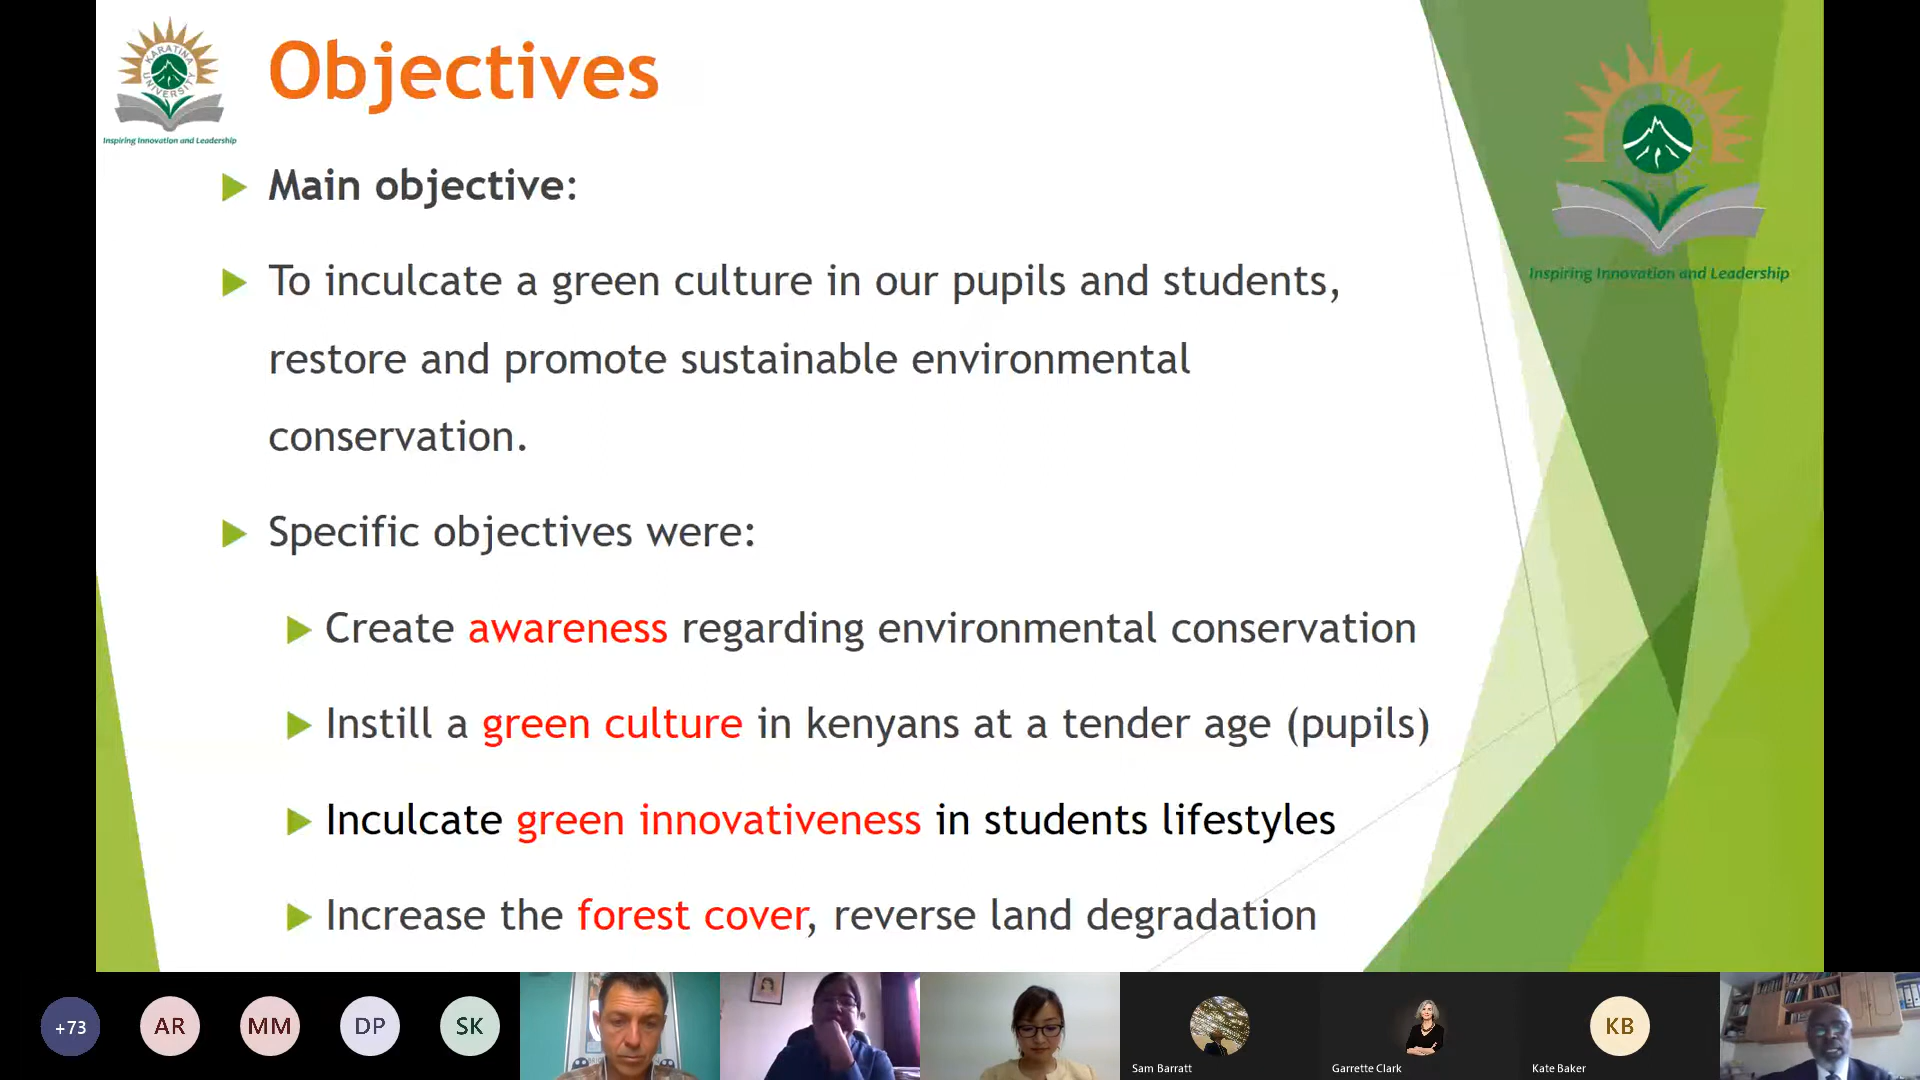 KARATINA
UNIVERSITY
Inspiring Innovation and Leadership
Objectives
Inspiring Innovation and Leadership
Main objective:
To inculcate a green culture in our pupils and students,
restore and promote sustainable environmental
conservation.
Specific objectives were:
Create awareness regarding environmental conservation
Instill a green culture in kenyans at a tender age (pupils)
Inculcate green innovativeness in students lifestyles
Increase the forest cover, reverse land degradation
+73
AR
MM
DP
SK
Sam Barratt
Garrette Clark
KB
Kate Baker